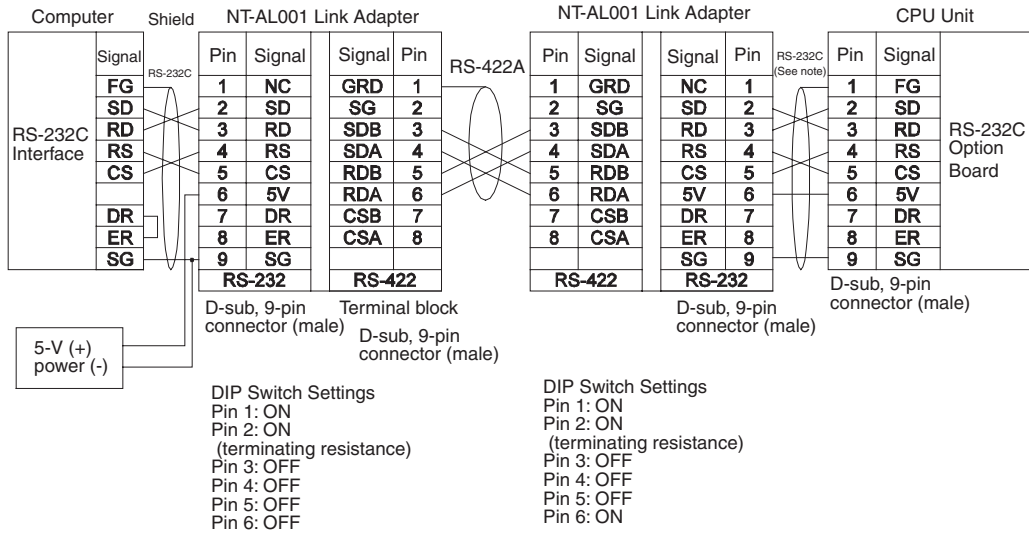 Computer Shield NT-AL001 Link Adapter NT-AL001 Link Adapter CPU Unit
Signal Pin Signal Signal Pin Pin Signal Signal Pin Pin Signal
RS-232C RS-422A RS-232C
(See note)
FG 1 NC GRD 1 1 GRD NC 1 1 FG
SD 2 SD SG 2 2 SG SD 2 2 SD
RD 3 RD SDB 3 3 SDB RD 3 3 RD
RS 4 RS SDA 4 4 SDA RS 4 4 RS
CS 5 CS RDB 5 5 RDB CS 5 5 CS
6 5V RDA 6 6 RDA 5V 6 6 5V
DR 7 DR CSB 7 7 CSB DR 7 7 DR
ER 8 ER CSA 8 8 CSA ER 8 8 ER
SG 9 SG SG 9 9 SG
RS-232C
Interface
RS-232C
Option
Board
RS-232 RS-422 RS-422 RS-232
D-sub, 9-pin
connector (male)
Terminal block
D-sub, 9-pin
connector (male)
D-sub, 9-pin
connector (male)
D-sub, 9-pin
connector (male)
5-V (+)
power (-)
DIP Switch Settings
Pin 1: ON
Pin 2: ON
(terminating resistance)
Pin 3: OFF
Pin 4: OFF
Pin 5: OFF
Pin 6: OFF
DIP Switch Settings
Pin 1: ON
Pin 2: ON
(terminating resistance)
Pin 3: OFF
Pin 4: OFF
Pin 5: OFF
Pin 6: ON